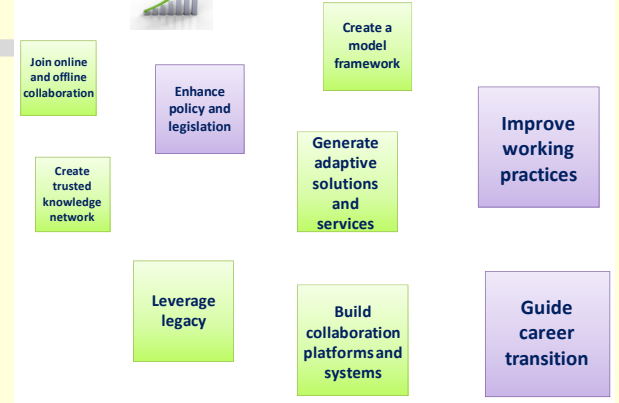 Create a
model
framework
Join online
and offline
collaboration
Enhance
policy and
legislation
Improve
working
practices
Generate
adaptive
solutions
and
services
Create
trusted
knowledge
network
Leverage
legacy
Build
collaboration
platforms and
systems
Guide
career
transition